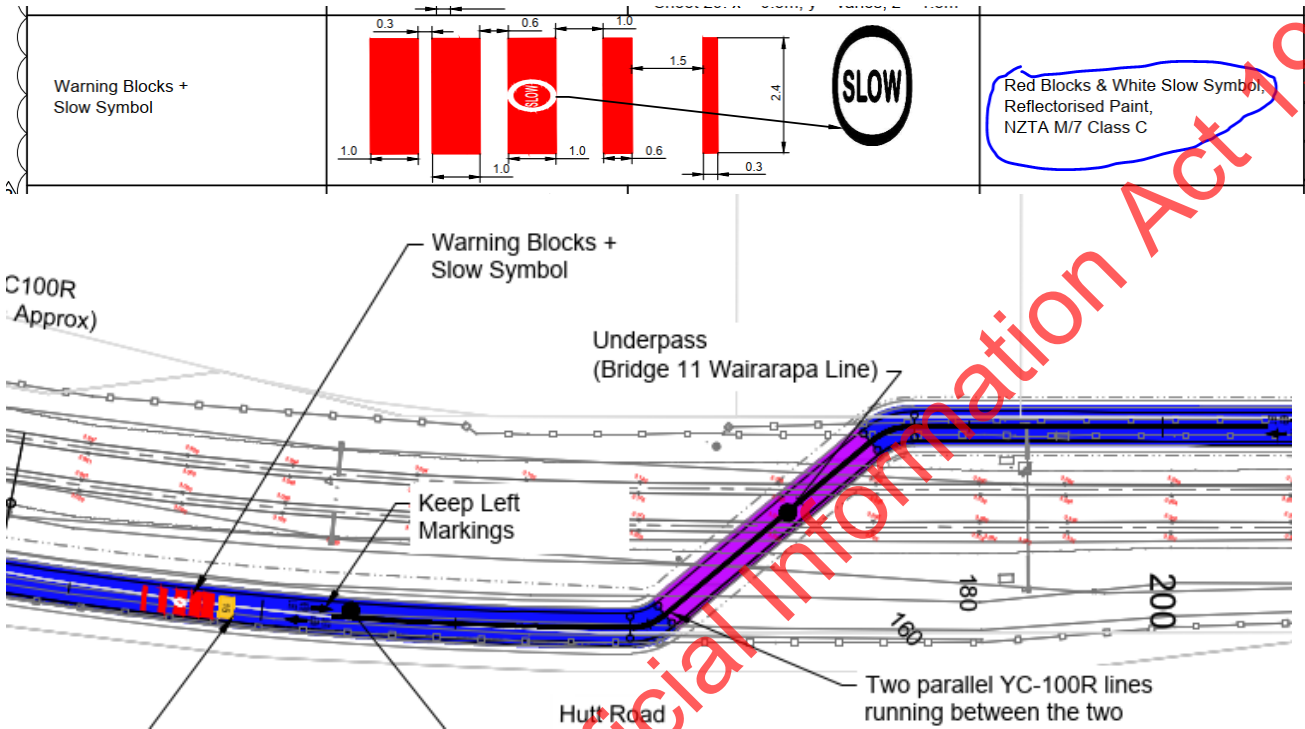 0.3
0.6
1.0
1.5
2.4
Warning Blocks +
Slow Symbol
SLOW
SLOW
Red Blocks & White Slow Symbol,
Reflectorised Paint,
NZTA M/7 Class C
1.0
1.0
1.0
0.6
0.3
Warning Blocks +
Slow Symbol
C100R
Approx)
Underpass
(Bridge 11 Wairarapa Line)
Keep Left
Markings
180
200
160
Two parallel YC-100R lines
running between the two
Hutt Road
ficial Information Act 19